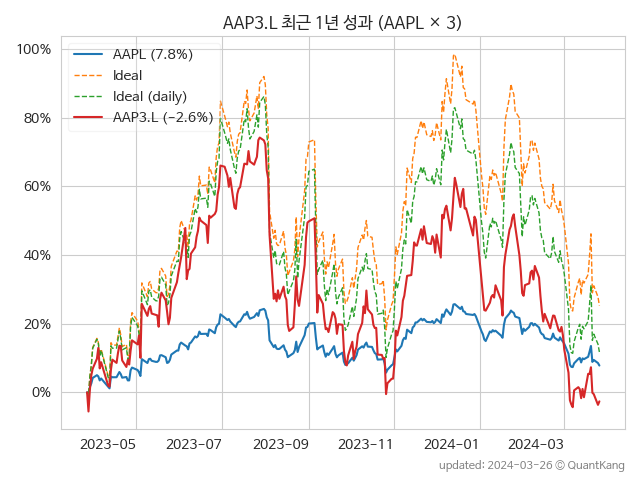 AAP3.L 최근 1년 성과 (AAPL × 3)
100%
80%
60%
40%
20%
0%
AAPL (7.8%)
Ideal
Ideal (daily)
AAP3.L (−2.6%)
2023-05 2023-07 2023-09 2023-11 2024-01 2024-03
updated: 2024-03-26 ⓒ QuantKang